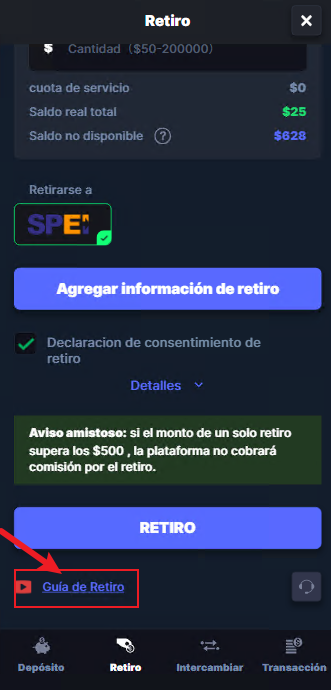 Retiro
$ Cantidad（$50-200000）
cuota de servicio $0
Saldo real total $25
Saldo no disponible ? $628
Retirarse a
SPEI
Agregar información de retiro
Declaracion de consentimiento de
retiro
Detalles
Aviso amistoso: si el monto de un solo retiro
supera los $500 , la plataforma no cobrará
comisión por el retiro.
RETIRO
Guía de Retiro
Depósito Retiro Intercambiar Transacción